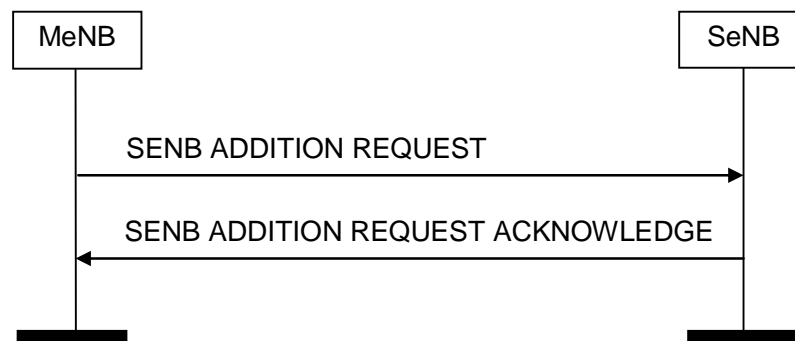 MeNB
SeNB
SENB ADDITION REQUEST
SENB ADDITION REQUEST ACKNOWLEDGE